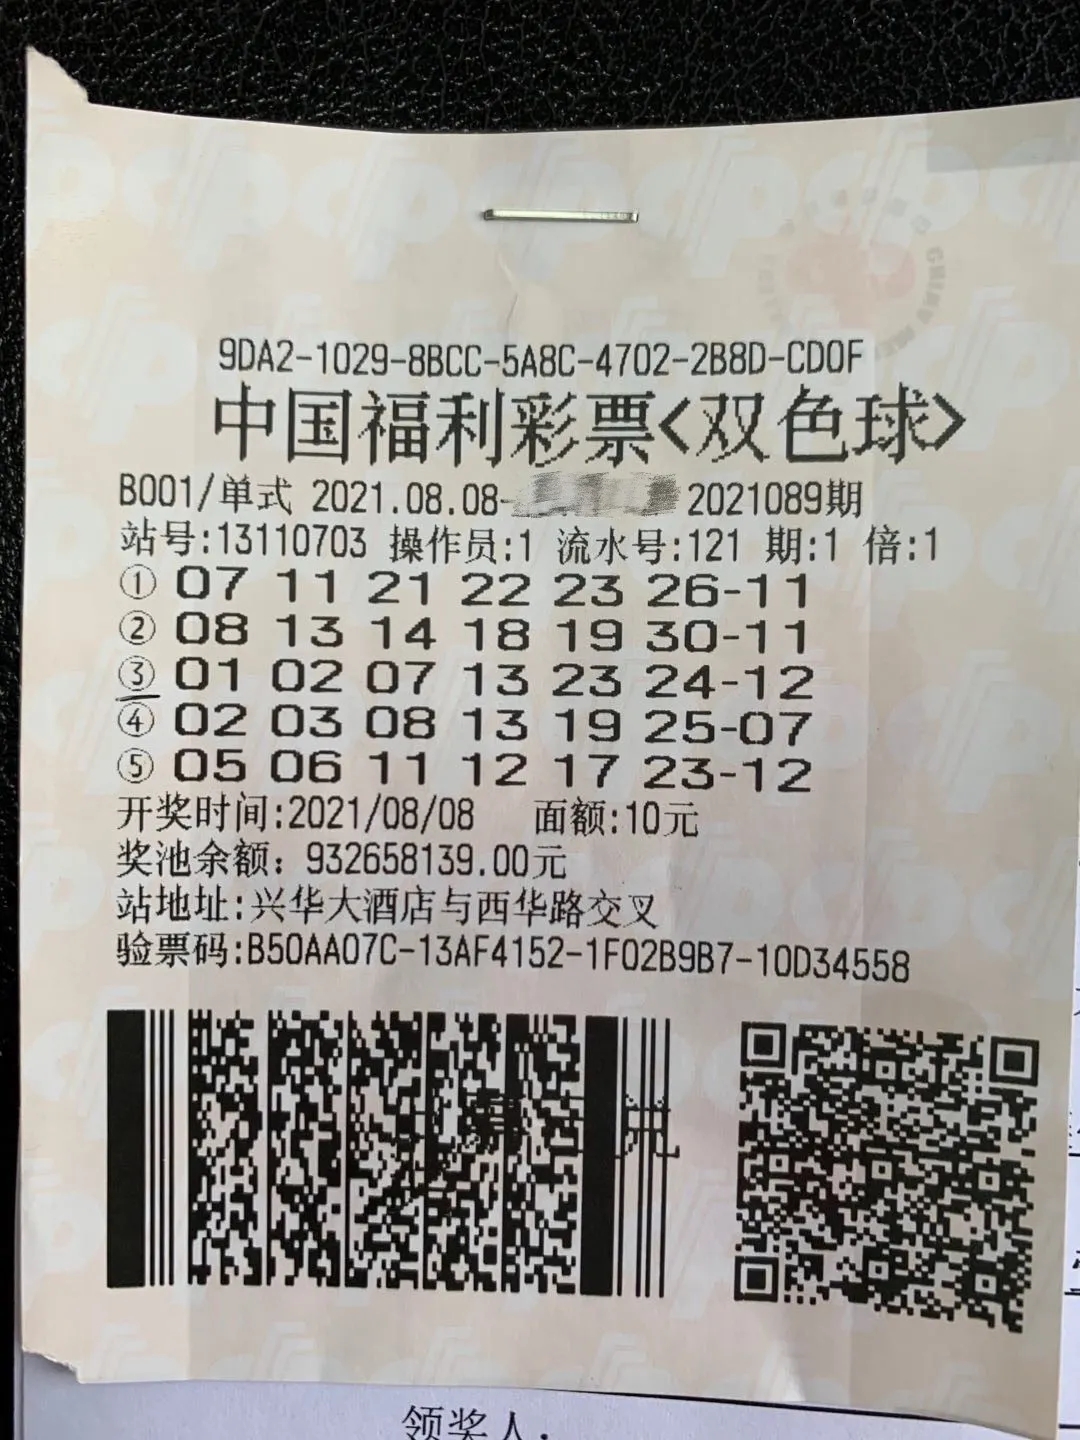 9DA2-1029-8BCC-5A8C-4702-2B8D-CD0F
中国福利彩票<双色球>
B001/单式 2021.08.08- 2021089期
站号:13110703 操作员:1 流水号:121 期:1 倍:1
① 07 11 21 22 23 26-11
② 08 13 14 18 19 30-11
③ 01 02 07 13 23 24-12
④ 02 03 08 13 19 25-07
⑤ 05 06 11 12 17 23-12
开奖时间:2021/08/08 面额:10元
奖池余额: 932658139.00元
站地址:兴华大酒店与西华路交叉
验票码:B50AA07C-13AF4152-1F02B9B7-10D34558
领奖人: